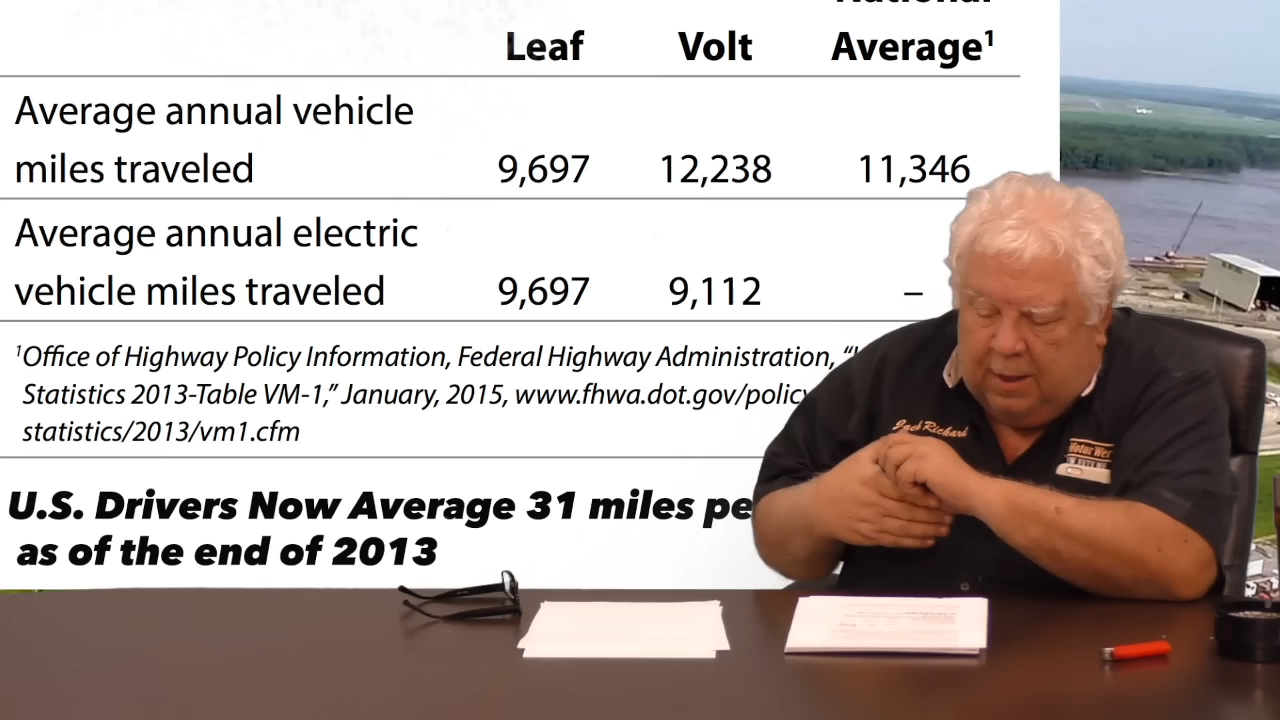 Leaf Volt Average¹
Average annual vehicle
miles traveled 9,697 12,238 11,346
Average annual electric
vehicle miles traveled 9,697 9,112 –
¹Office of Highway Policy Information, Federal Highway Administration, “
Statistics 2013-Table VM-1,” January, 2015, www.fhwa.dot.gov/policy
statistics/2013/vm1.cfm
U.S. Drivers Now Average 31 miles pe
as of the end of 2013
Jack Rickard